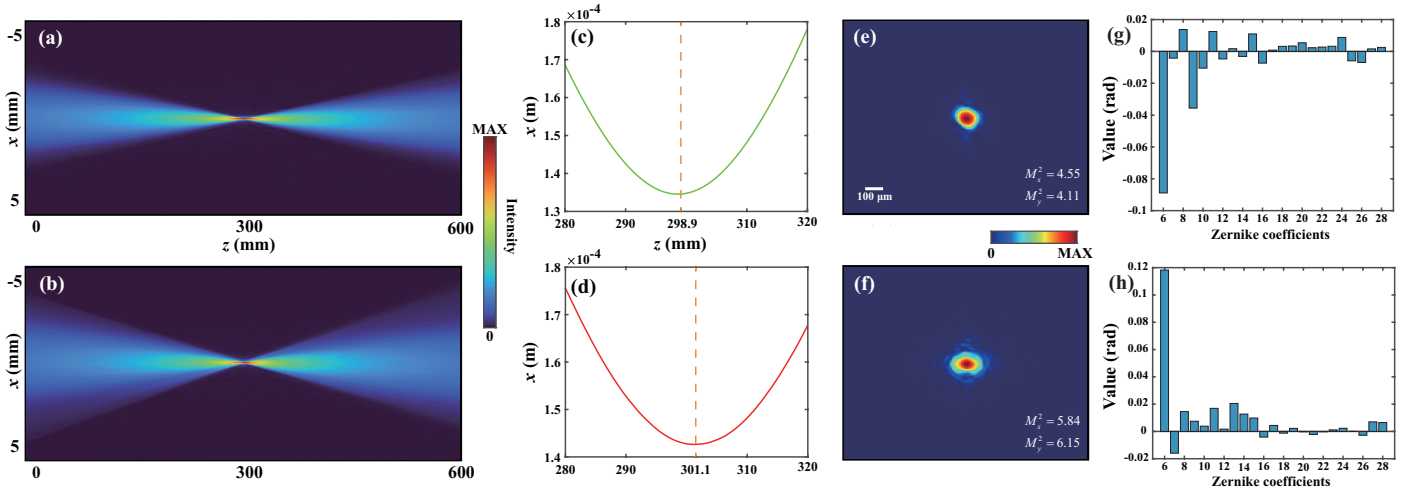 (a)
-5
x (mm)
5
0
300
600
z (mm)
MAX
Intensity
0
(b)
-5
x (mm)
5
0
300
600
×10⁻⁴
(c)
1.8
1.7
1.6
1.5
1.4
1.3
x (m)
280
290
298.9
310
320
z (mm)
×10⁻⁴
(d)
1.8
1.7
1.6
1.5
1.4
x (m)
280
290
301.1
310
320
(e)
100 μm
M²ₓ = 4.55
M²ᵧ = 4.11
0
MAX
(f)
M²ₓ = 5.84
M²ᵧ = 6.15
(g)
0.02
0
-0.02
-0.04
-0.06
-0.08
-0.1
Value (rad)
6 8 10 12 14 16 18 20 22 24 26 28
Zernike coefficients
(h)
0.12
0.10
0.08
0.06
0.04
0.02
0
-0.02
Value (rad)
6 8 10 12 14 16 18 20 22 24 26 28
Zernike coefficients